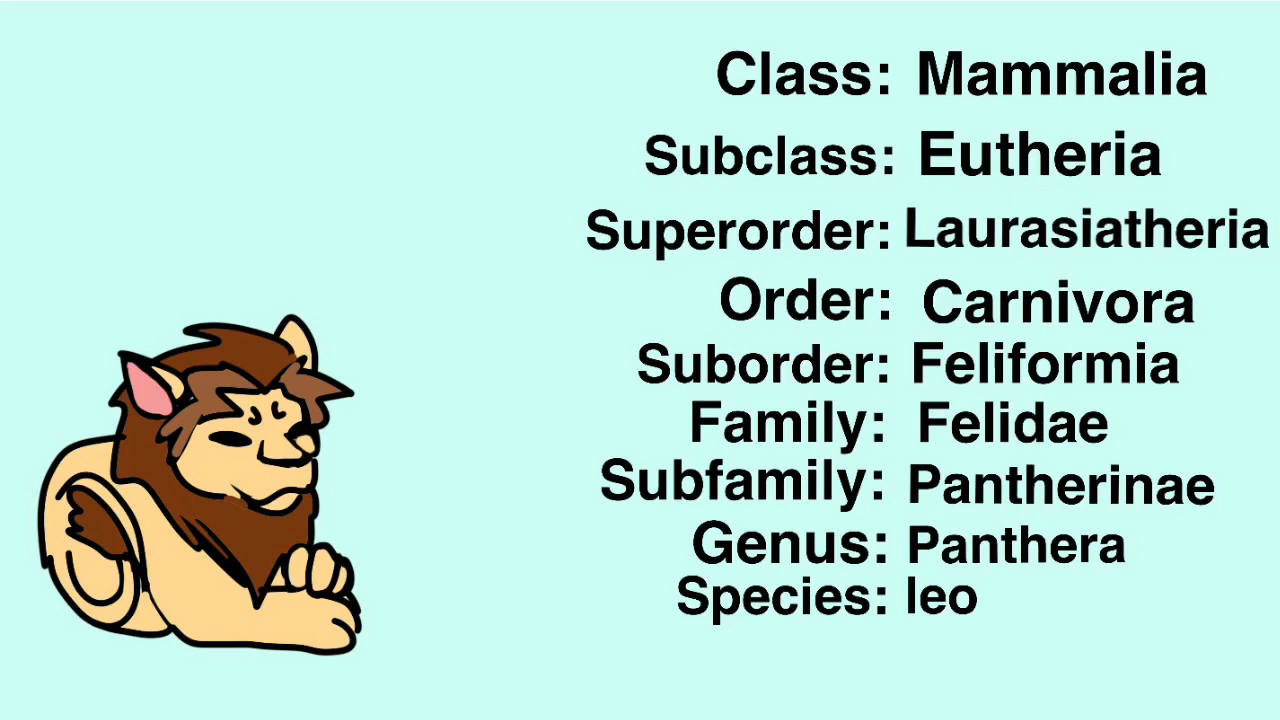 Class: Mammalia
Subclass: Eutheria
Superorder: Laurasiatheria
Order: Carnivora
Suborder: Feliformia
Family: Felidae
Subfamily: Pantherinae
Genus: Panthera
Species: leo